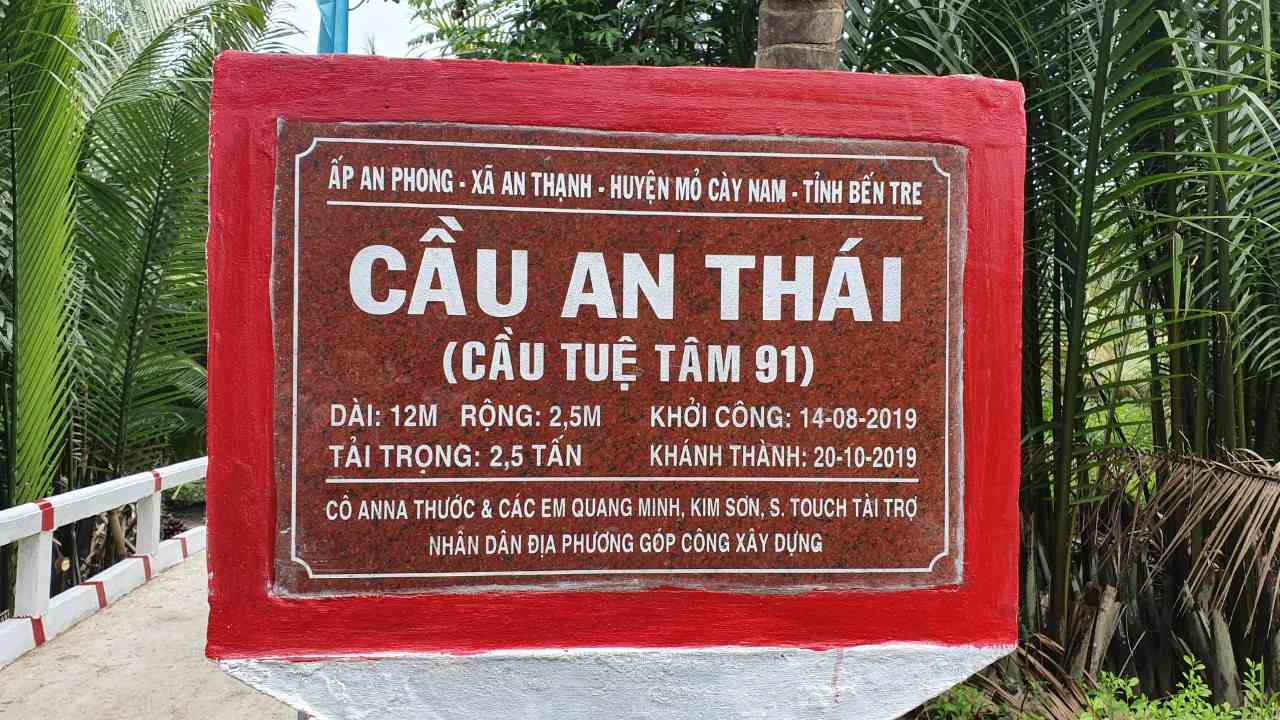 ẤP AN PHONG - XÃ AN THẠNH - HUYỆN MỎ CÀY NAM - TỈNH BẾN TRE
CẦU AN THÁI
(CẦU TUỆ TÂM 91)
DÀI: 12M RỘNG: 2,5M KHỞI CÔNG: 14-08-2019
TẢI TRỌNG: 2,5 TẤN KHÁNH THÀNH: 20-10-2019
CÔ ANNA THƯỚC & CÁC EM QUANG MINH, KIM SƠN, S. TOUCH TÀI TRỢ
NHÂN DÂN ĐỊA PHƯƠNG GÓP CÔNG XÂY DỰNG